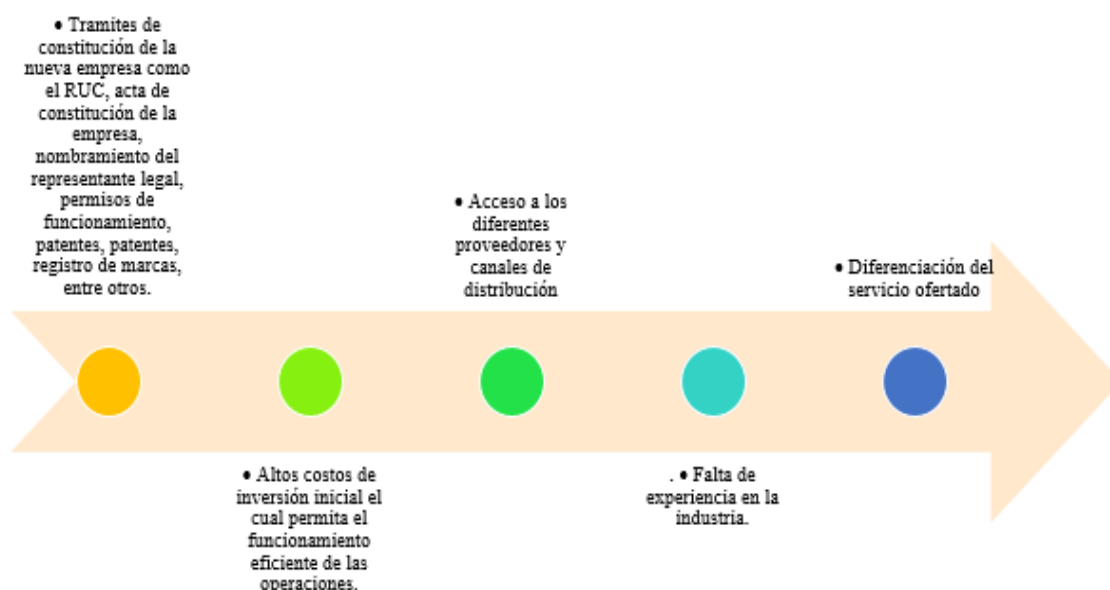 • Tramites de
constitución de la
nueva empresa como
el RUC, acta de
constitución de la
empresa,
nombramiento del
representante legal,
permisos de
funcionamiento,
patentes, patentes,
registro de marcas,
entre otros.
• Altos costos de
inversión inicial el
cual permita el
funcionamiento
eficiente de las
operaciones.
• Acceso a los
diferentes
proveedores y
canales de
distribución
. • Falta de
experiencia en la
industria.
• Diferenciación del
servicio ofertado